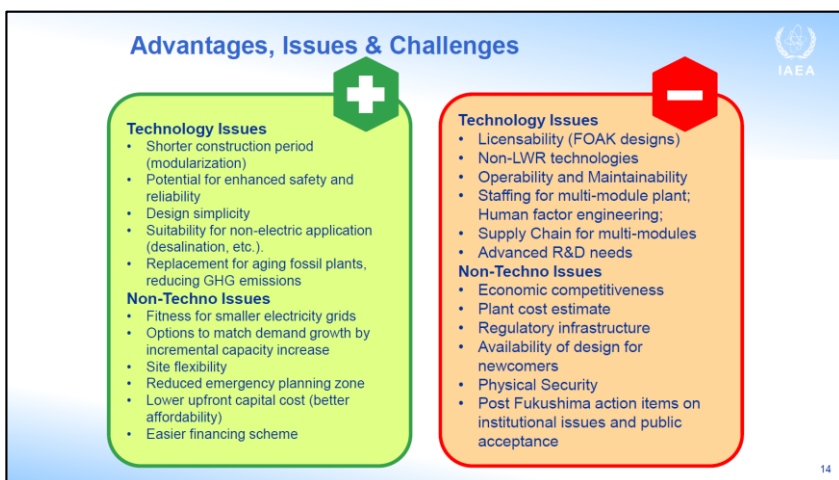 Advantages, Issues & Challenges
IAEA
Technology Issues
• Shorter construction period
(modularization)
• Potential for enhanced safety and
reliability
• Design simplicity
• Suitability for non-electric application
(desalination, etc.).
• Replacement for aging fossil plants,
reducing GHG emissions
Non-Techno Issues
• Fitness for smaller electricity grids
• Options to match demand growth by
incremental capacity increase
• Site flexibility
• Reduced emergency planning zone
• Lower upfront capital cost (better
affordability)
• Easier financing scheme
Technology Issues
• Licensability (FOAK designs)
• Non-LWR technologies
• Operability and Maintainability
• Staffing for multi-module plant;
Human factor engineering;
• Supply Chain for multi-modules
• Advanced R&D needs
Non-Techno Issues
• Economic competitiveness
• Plant cost estimate
• Regulatory infrastructure
• Availability of design for
newcomers
• Physical Security
• Post Fukushima action items on
institutional issues and public
acceptance
14